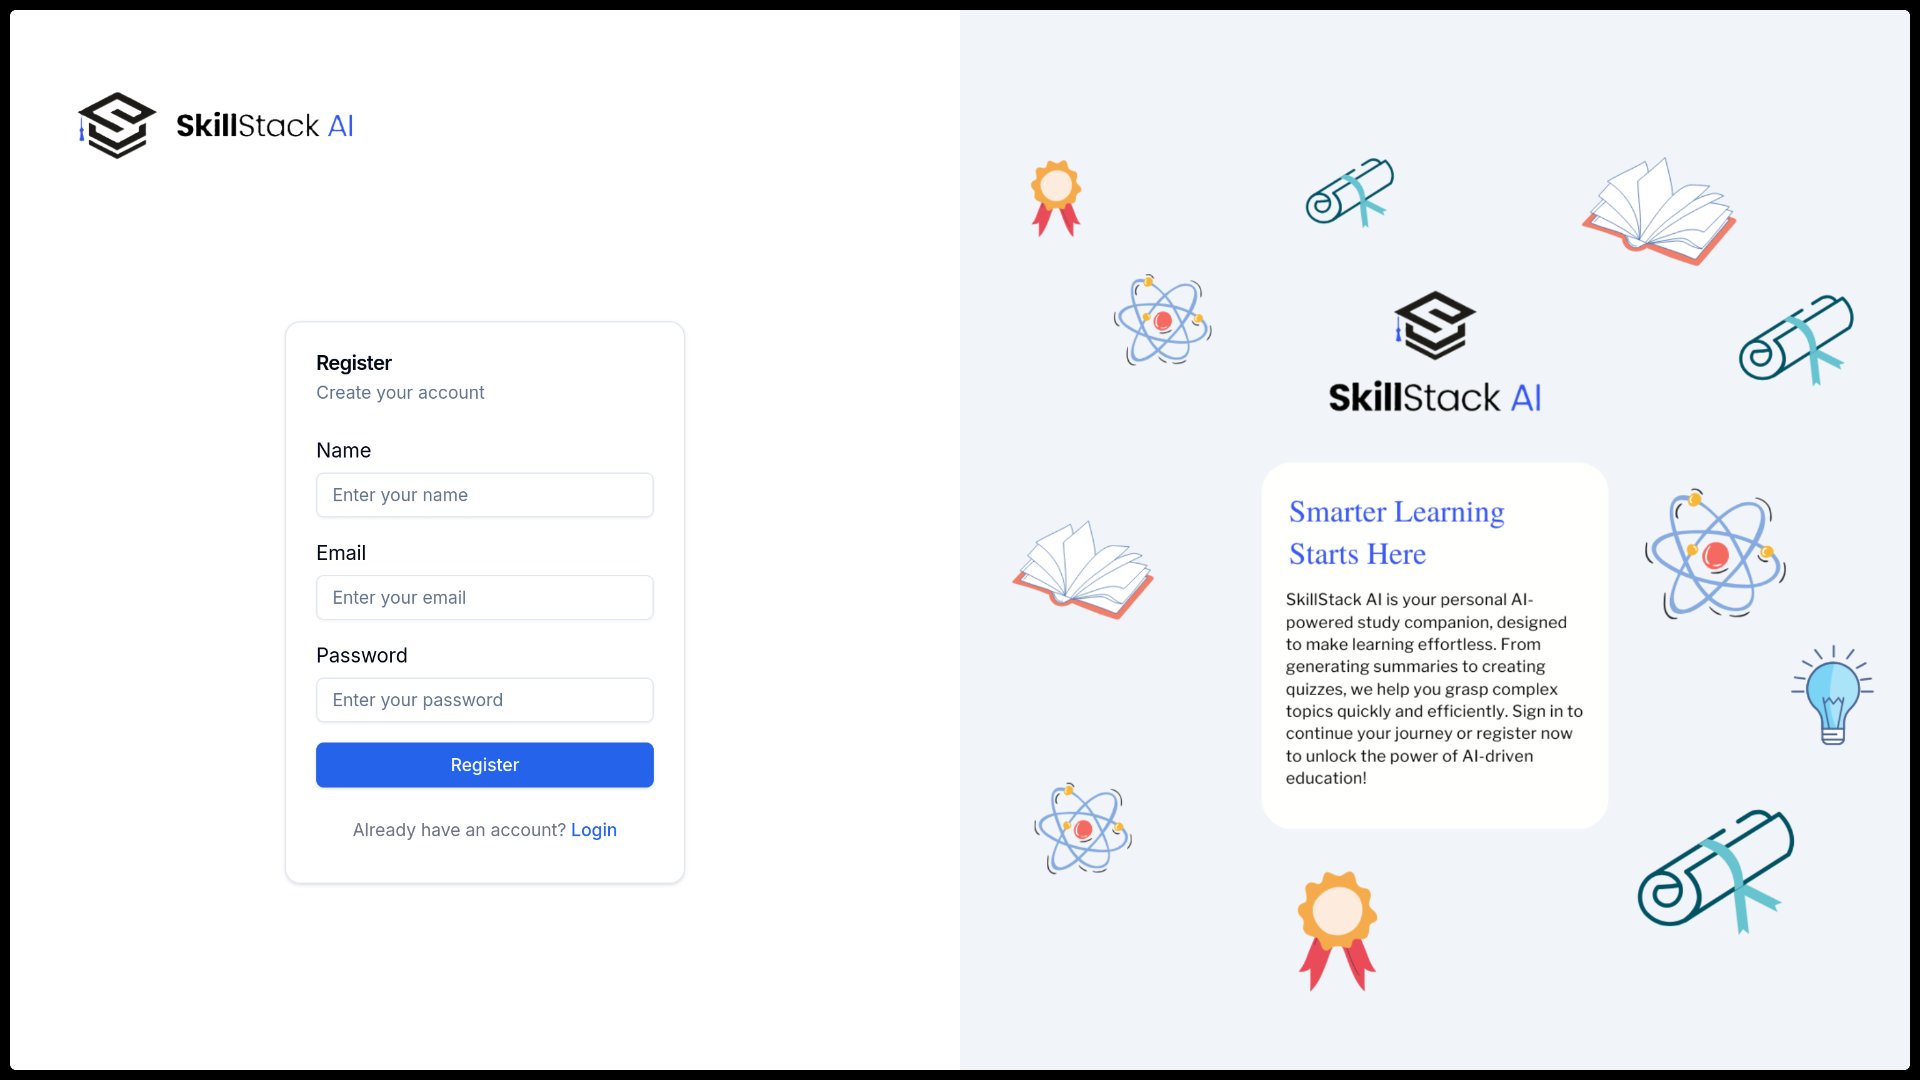 SkillStack AI
Register
Create your account
Name
Enter your name
Email
Enter your email
Password
Enter your password
Register
Already have an account? Login
SkillStack AI
Smarter Learning
Starts Here
SkillStack AI is your personal AI-
powered study companion, designed
to make learning effortless. From
generating summaries to creating
quizzes, we help you grasp complex
topics quickly and efficiently. Sign in to
continue your journey or register now
to unlock the power of AI-driven
education!